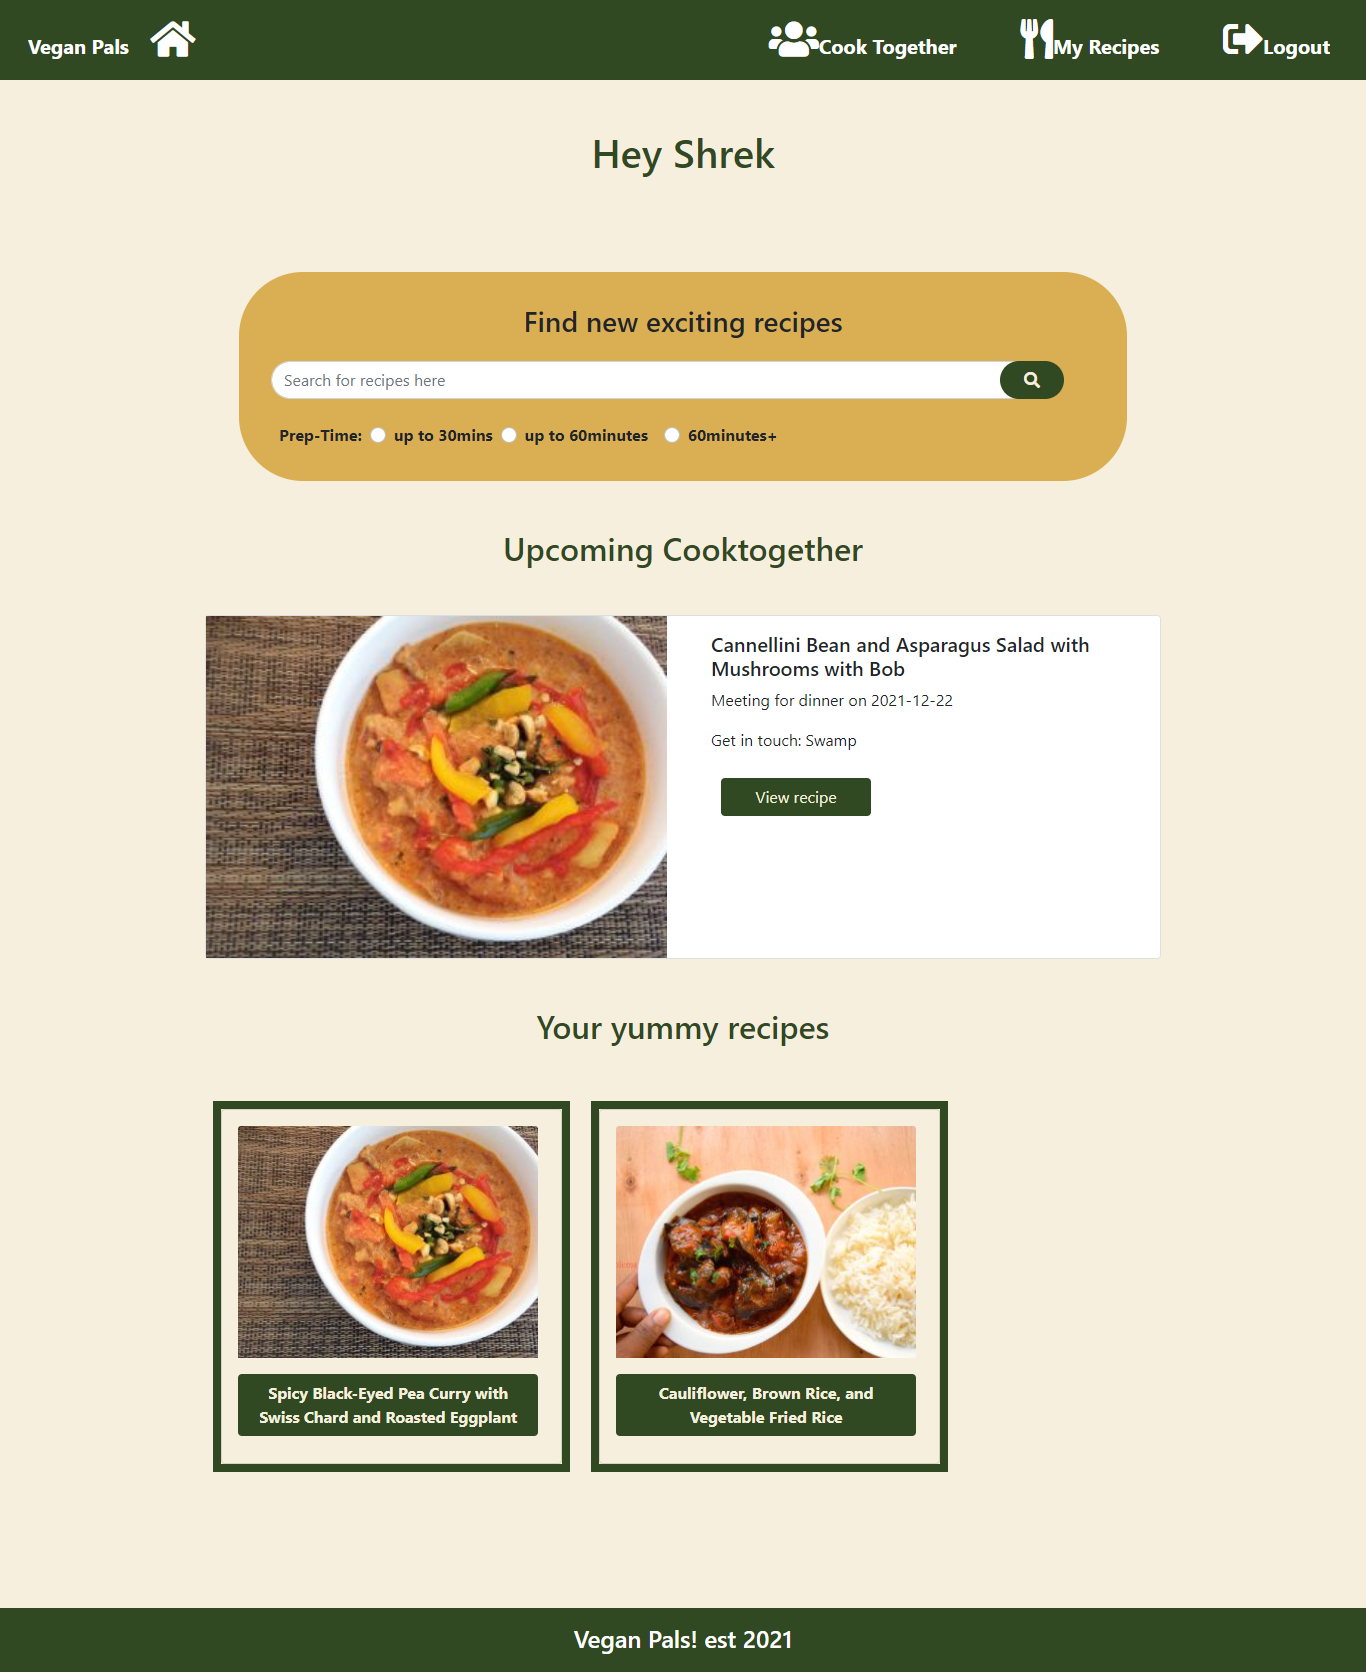 Vegan Pals
Cook Together
My Recipes
Logout
Hey Shrek
Find new exciting recipes
Search for recipes here
Prep-Time: up to 30mins up to 60minutes 60minutes+
Upcoming Cooktogether
Cannellini Bean and Asparagus Salad with
Mushrooms with Bob
Meeting for dinner on 2021-12-22
Get in touch: Swamp
View recipe
Your yummy recipes
Spicy Black-Eyed Pea Curry with
Swiss Chard and Roasted Eggplant
Cauliflower, Brown Rice, and
Vegetable Fried Rice
Vegan Pals! est 2021